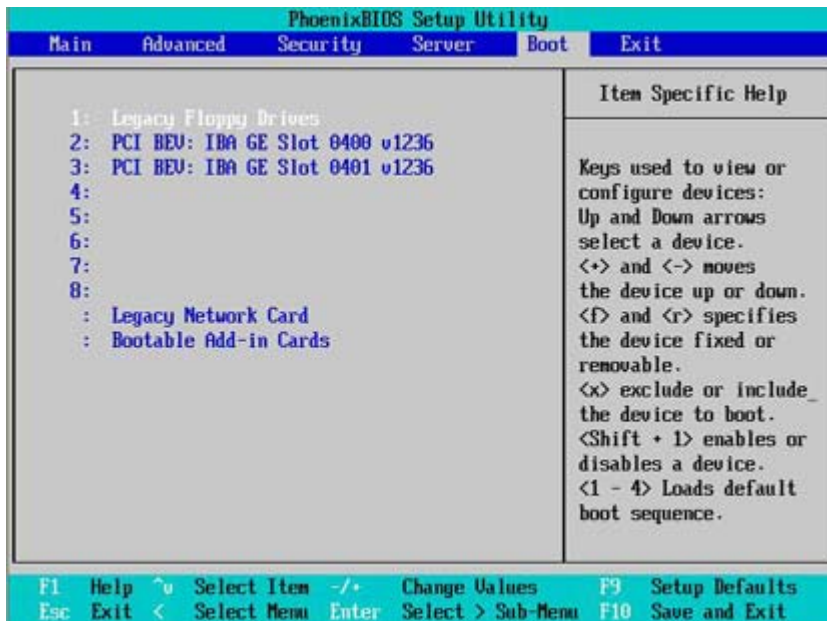 PhoenixBIOS Setup Utility
Main Advanced Security Server Boot Exit
1: Legacy Floppy Drives
2: PCI BEV: IBA GE Slot 0400 v1236
3: PCI BEV: IBA GE Slot 0401 v1236
4:
5:
6:
7:
8:
: Legacy Network Card
: Bootable Add-in Cards
Item Specific Help
Keys used to view or
configure devices:
Up and Down arrows
select a device.
<+> and <-> moves
the device up or down.
<f> and <r> specifies
the device fixed or
removable.
<x> exclude or include
the device to boot.
<Shift + 1> enables or
disables a device.
<1 - 4> Loads default
boot sequence.
F1 Help ^v Select Item -/+ Change Values F9 Setup Defaults
Esc Exit < Select Menu Enter Select > Sub-Menu F10 Save and Exit